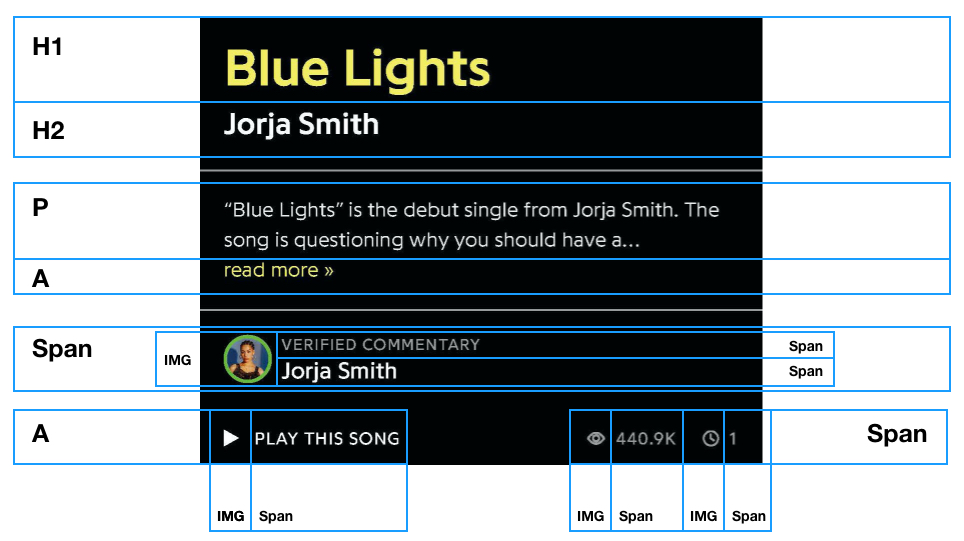 H1
Blue Lights
H2
Jorja Smith
P
“Blue Lights” is the debut single from Jorja Smith. The
song is questioning why you should have a...
A
read more »
Span
IMG
VERIFIED COMMENTARY
Span
Jorja Smith
Span
A
PLAY THIS SONG
440.9K
1
Span
IMG
Span
IMG
Span
IMG
Span